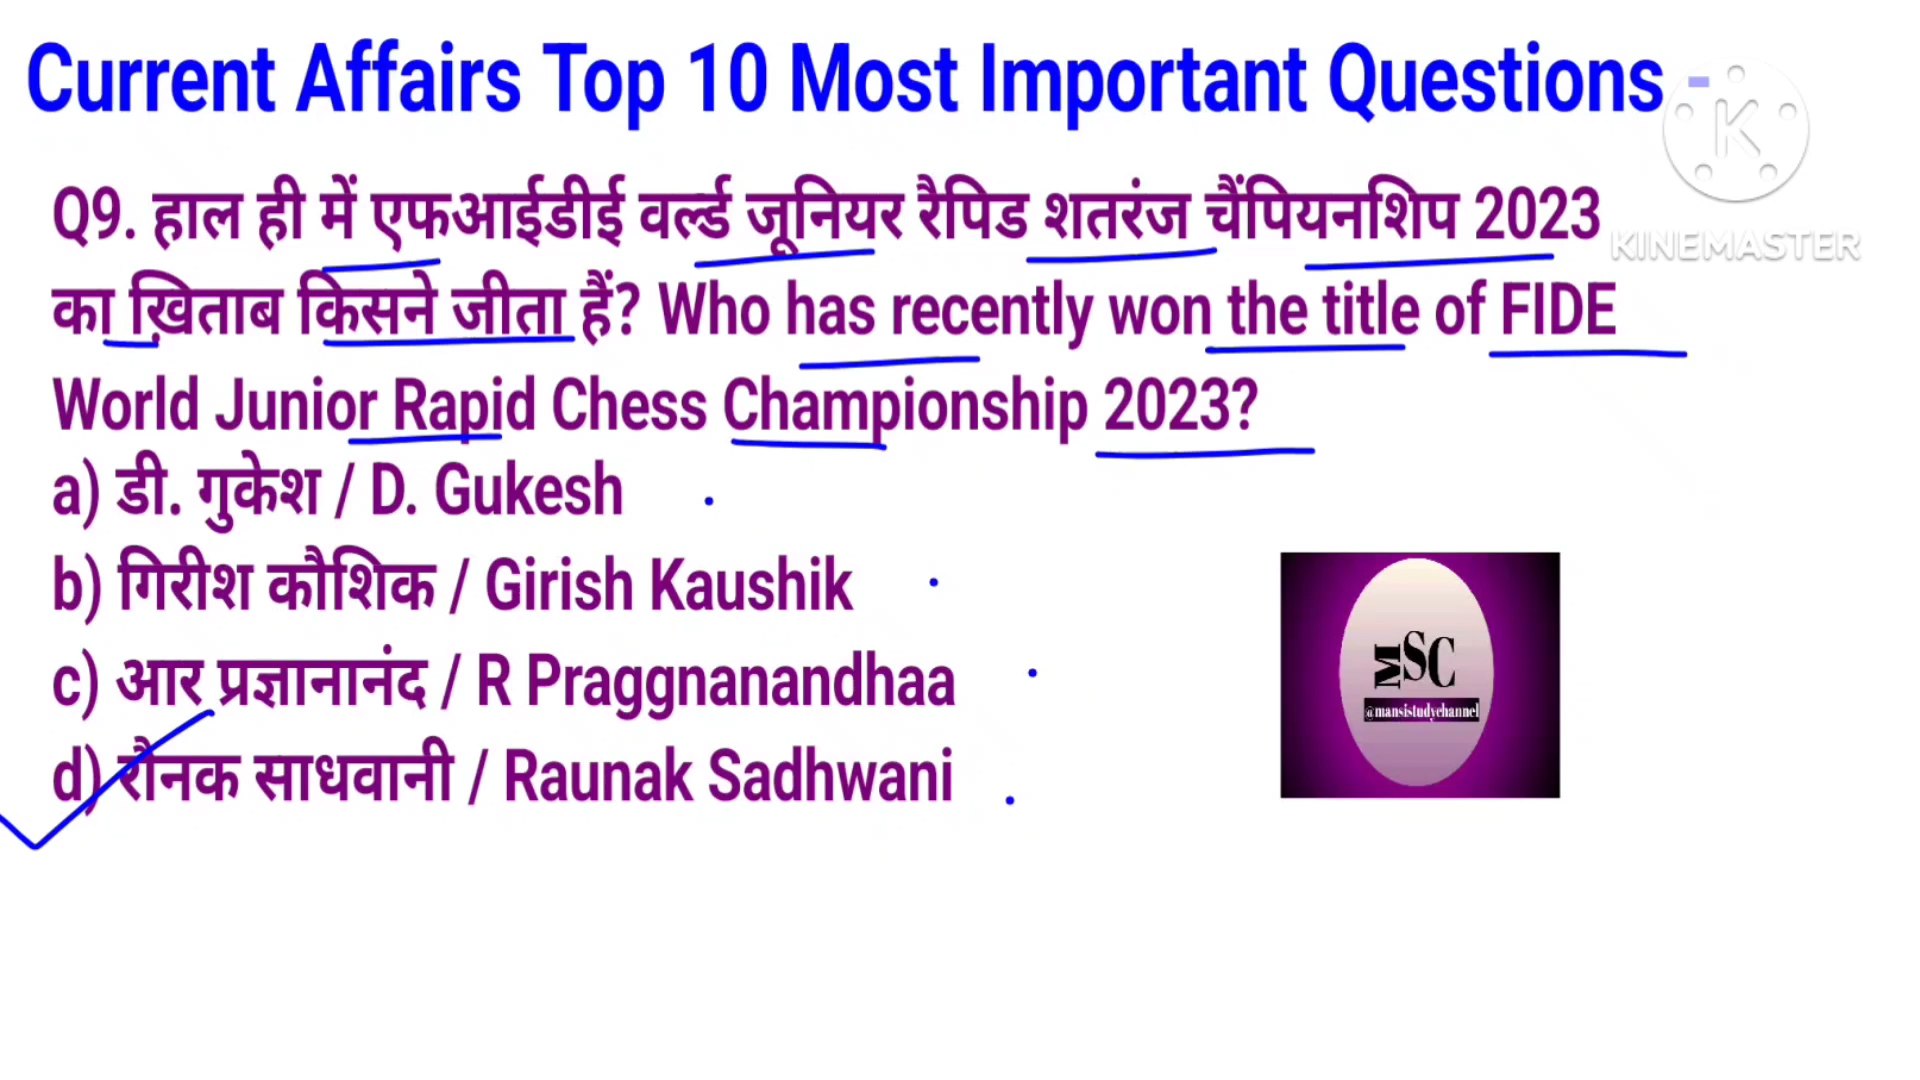 Current Affairs Top 10 Most Important Questions -
K
KINEMASTER
Q9. हाल ही में एफआईडीई वर्ल्ड जूनियर रैपिड शतरंज चैंपियनशिप 2023
का ख़िताब किसने जीता हैं? Who has recently won the title of FIDE
World Junior Rapid Chess Championship 2023?
a) डी. गुकेश / D. Gukesh
b) गिरीश कौशिक / Girish Kaushik
c) आर प्रज्ञानानंद / R Praggnanandhaa
d) रौनक साधवानी / Raunak Sadhwani
MSC
@mansistudychannel